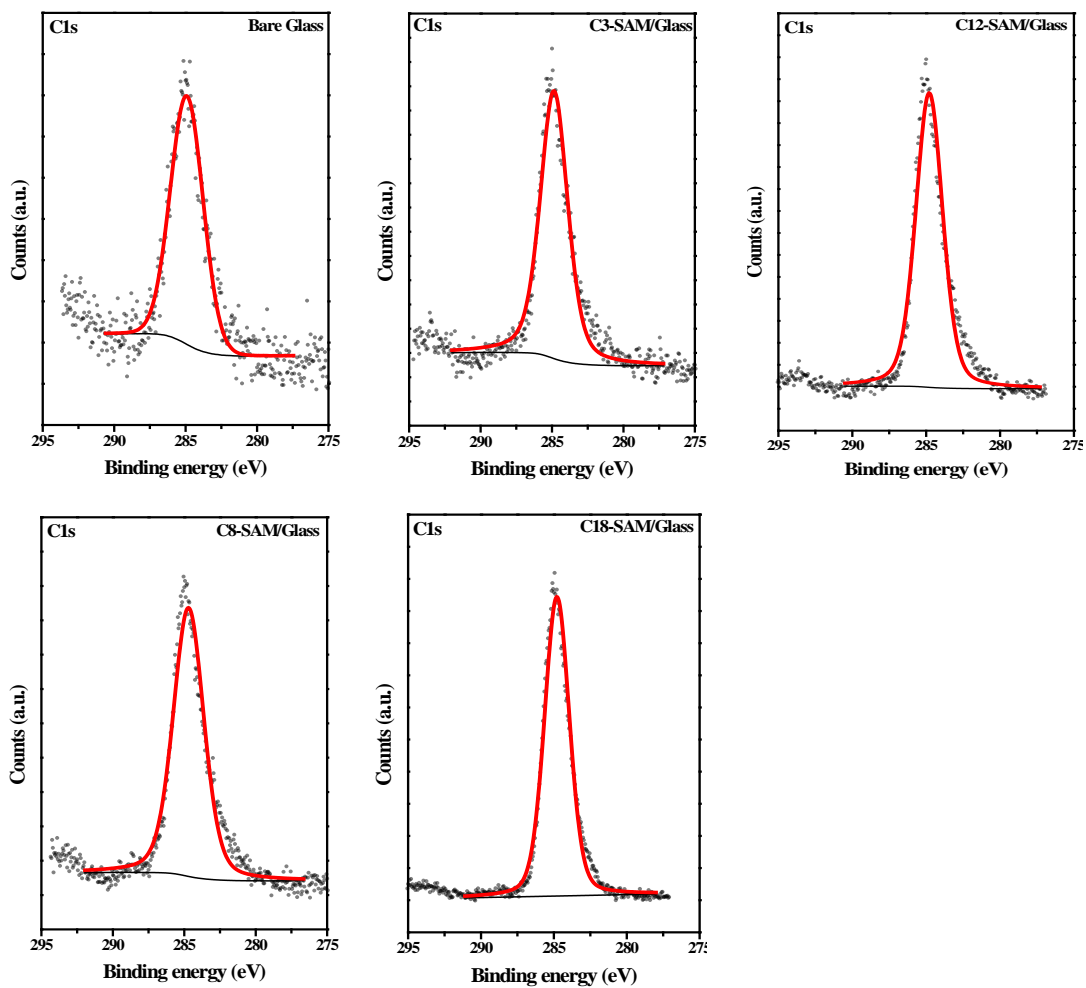 C1s Bare Glass
Counts (a.u.)
295 290 285 280 275
Binding energy (eV)
C1s C3-SAM/Glass
Counts (a.u.)
295 290 285 280 275
Binding energy (eV)
C1s C12-SAM/Glass
Counts (a.u.)
295 290 285 280 275
Binding energy (eV)
C1s C8-SAM/Glass
Counts (a.u.)
295 290 285 280 275
Binding energy (eV)
C1s C18-SAM/Glass
Counts (a.u.)
295 290 285 280 275
Binding energy (eV)